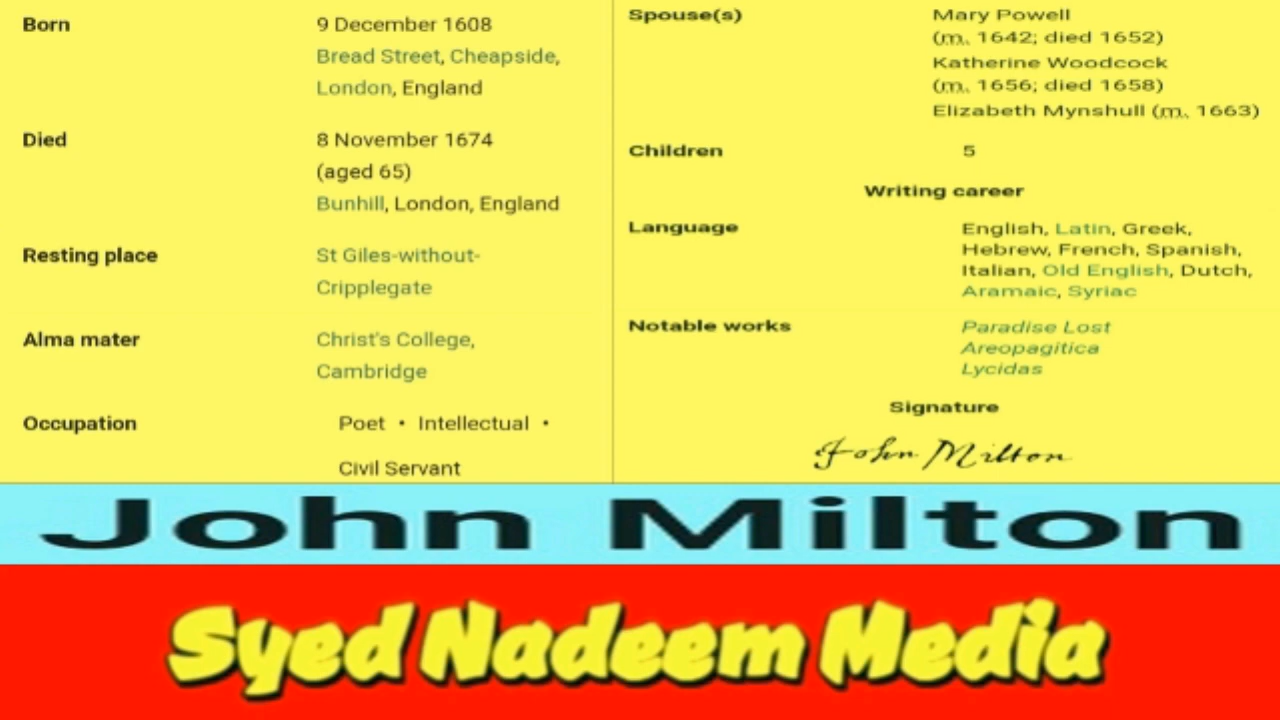 Born 9 December 1608
Bread Street, Cheapside,
London, England
Died 8 November 1674
(aged 65)
Bunhill, London, England
Resting place St Giles-without-
Cripplegate
Alma mater Christ's College,
Cambridge
Occupation Poet • Intellectual •
Civil Servant
Spouse(s) Mary Powell
(m. 1642; died 1652)
Katherine Woodcock
(m. 1656; died 1658)
Elizabeth Mynshull (m. 1663)
Children 5
Writing career
Language English, Latin, Greek,
Hebrew, French, Spanish,
Italian, Old English, Dutch,
Aramaic, Syriac
Notable works Paradise Lost
Areopagitica
Lycidas
Signature
John Milton
John Milton
Syed Nadeem Media